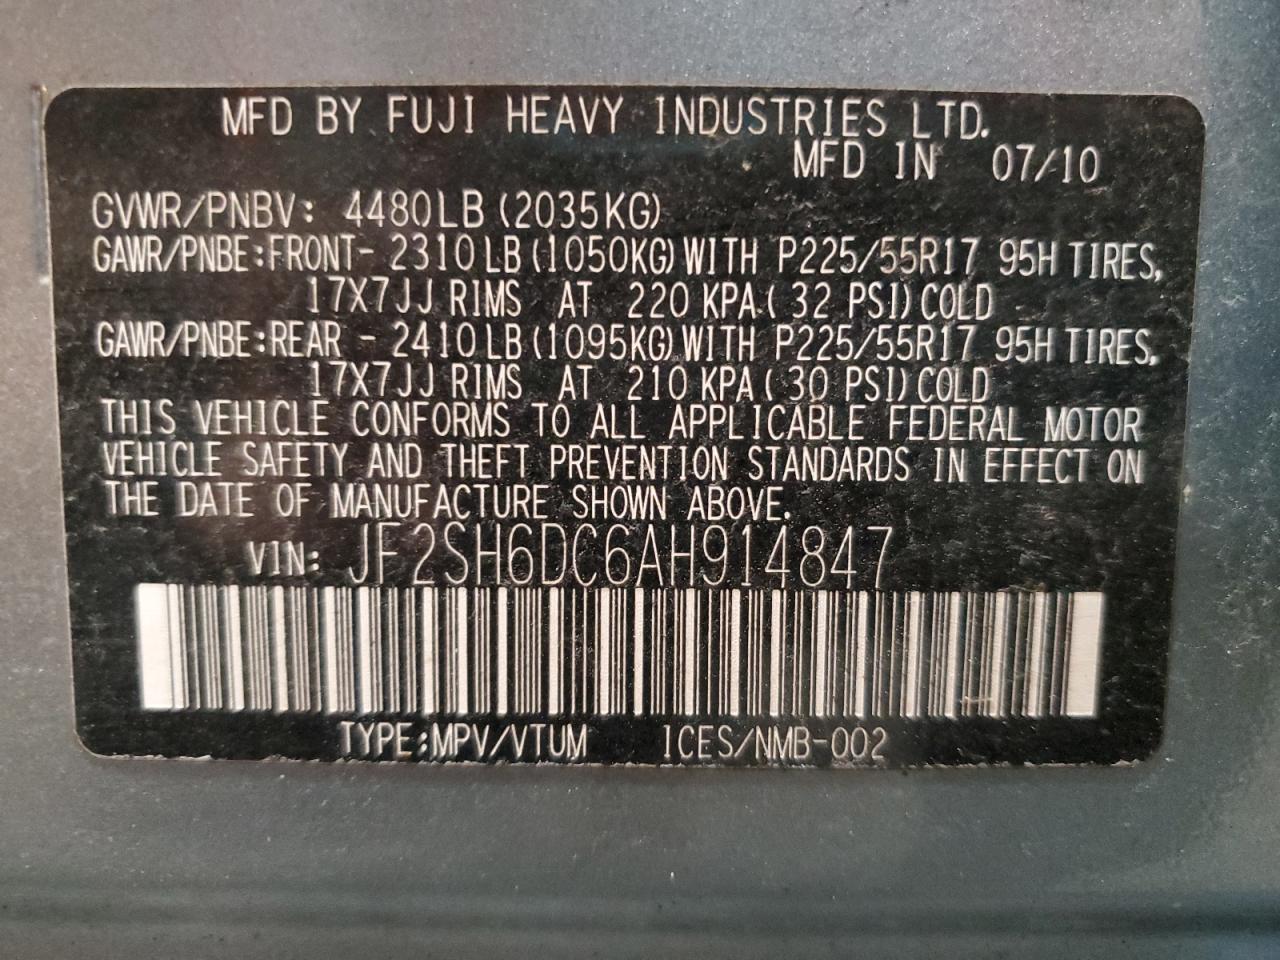 MFD BY FUJI HEAVY INDUSTRIES LTD.
MFD IN 07/10
GVWR/PNBV: 4480LB (2035KG)
GAWR/PNBE:FRONT- 2310LB (1050KG) WITH P225/55R17 95H TIRES,
17X7JJ RIMS AT 220 KPA( 32 PSI) COLD
GAWR/PNBE:REAR - 2410LB (1095KG) WITH P225/55R17 95H TIRES,
17X7JJ RIMS AT 210 KPA( 30 PSI) COLD
THIS VEHICLE CONFORMS TO ALL APPLICABLE FEDERAL MOTOR
VEHICLE SAFETY AND THEFT PREVENTION STANDARDS IN EFFECT ON
THE DATE OF MANUFACTURE SHOWN ABOVE.
VIN: JF2SH6DC6AH914847
TYPE:MPV/VTUM ICES/NMB-002